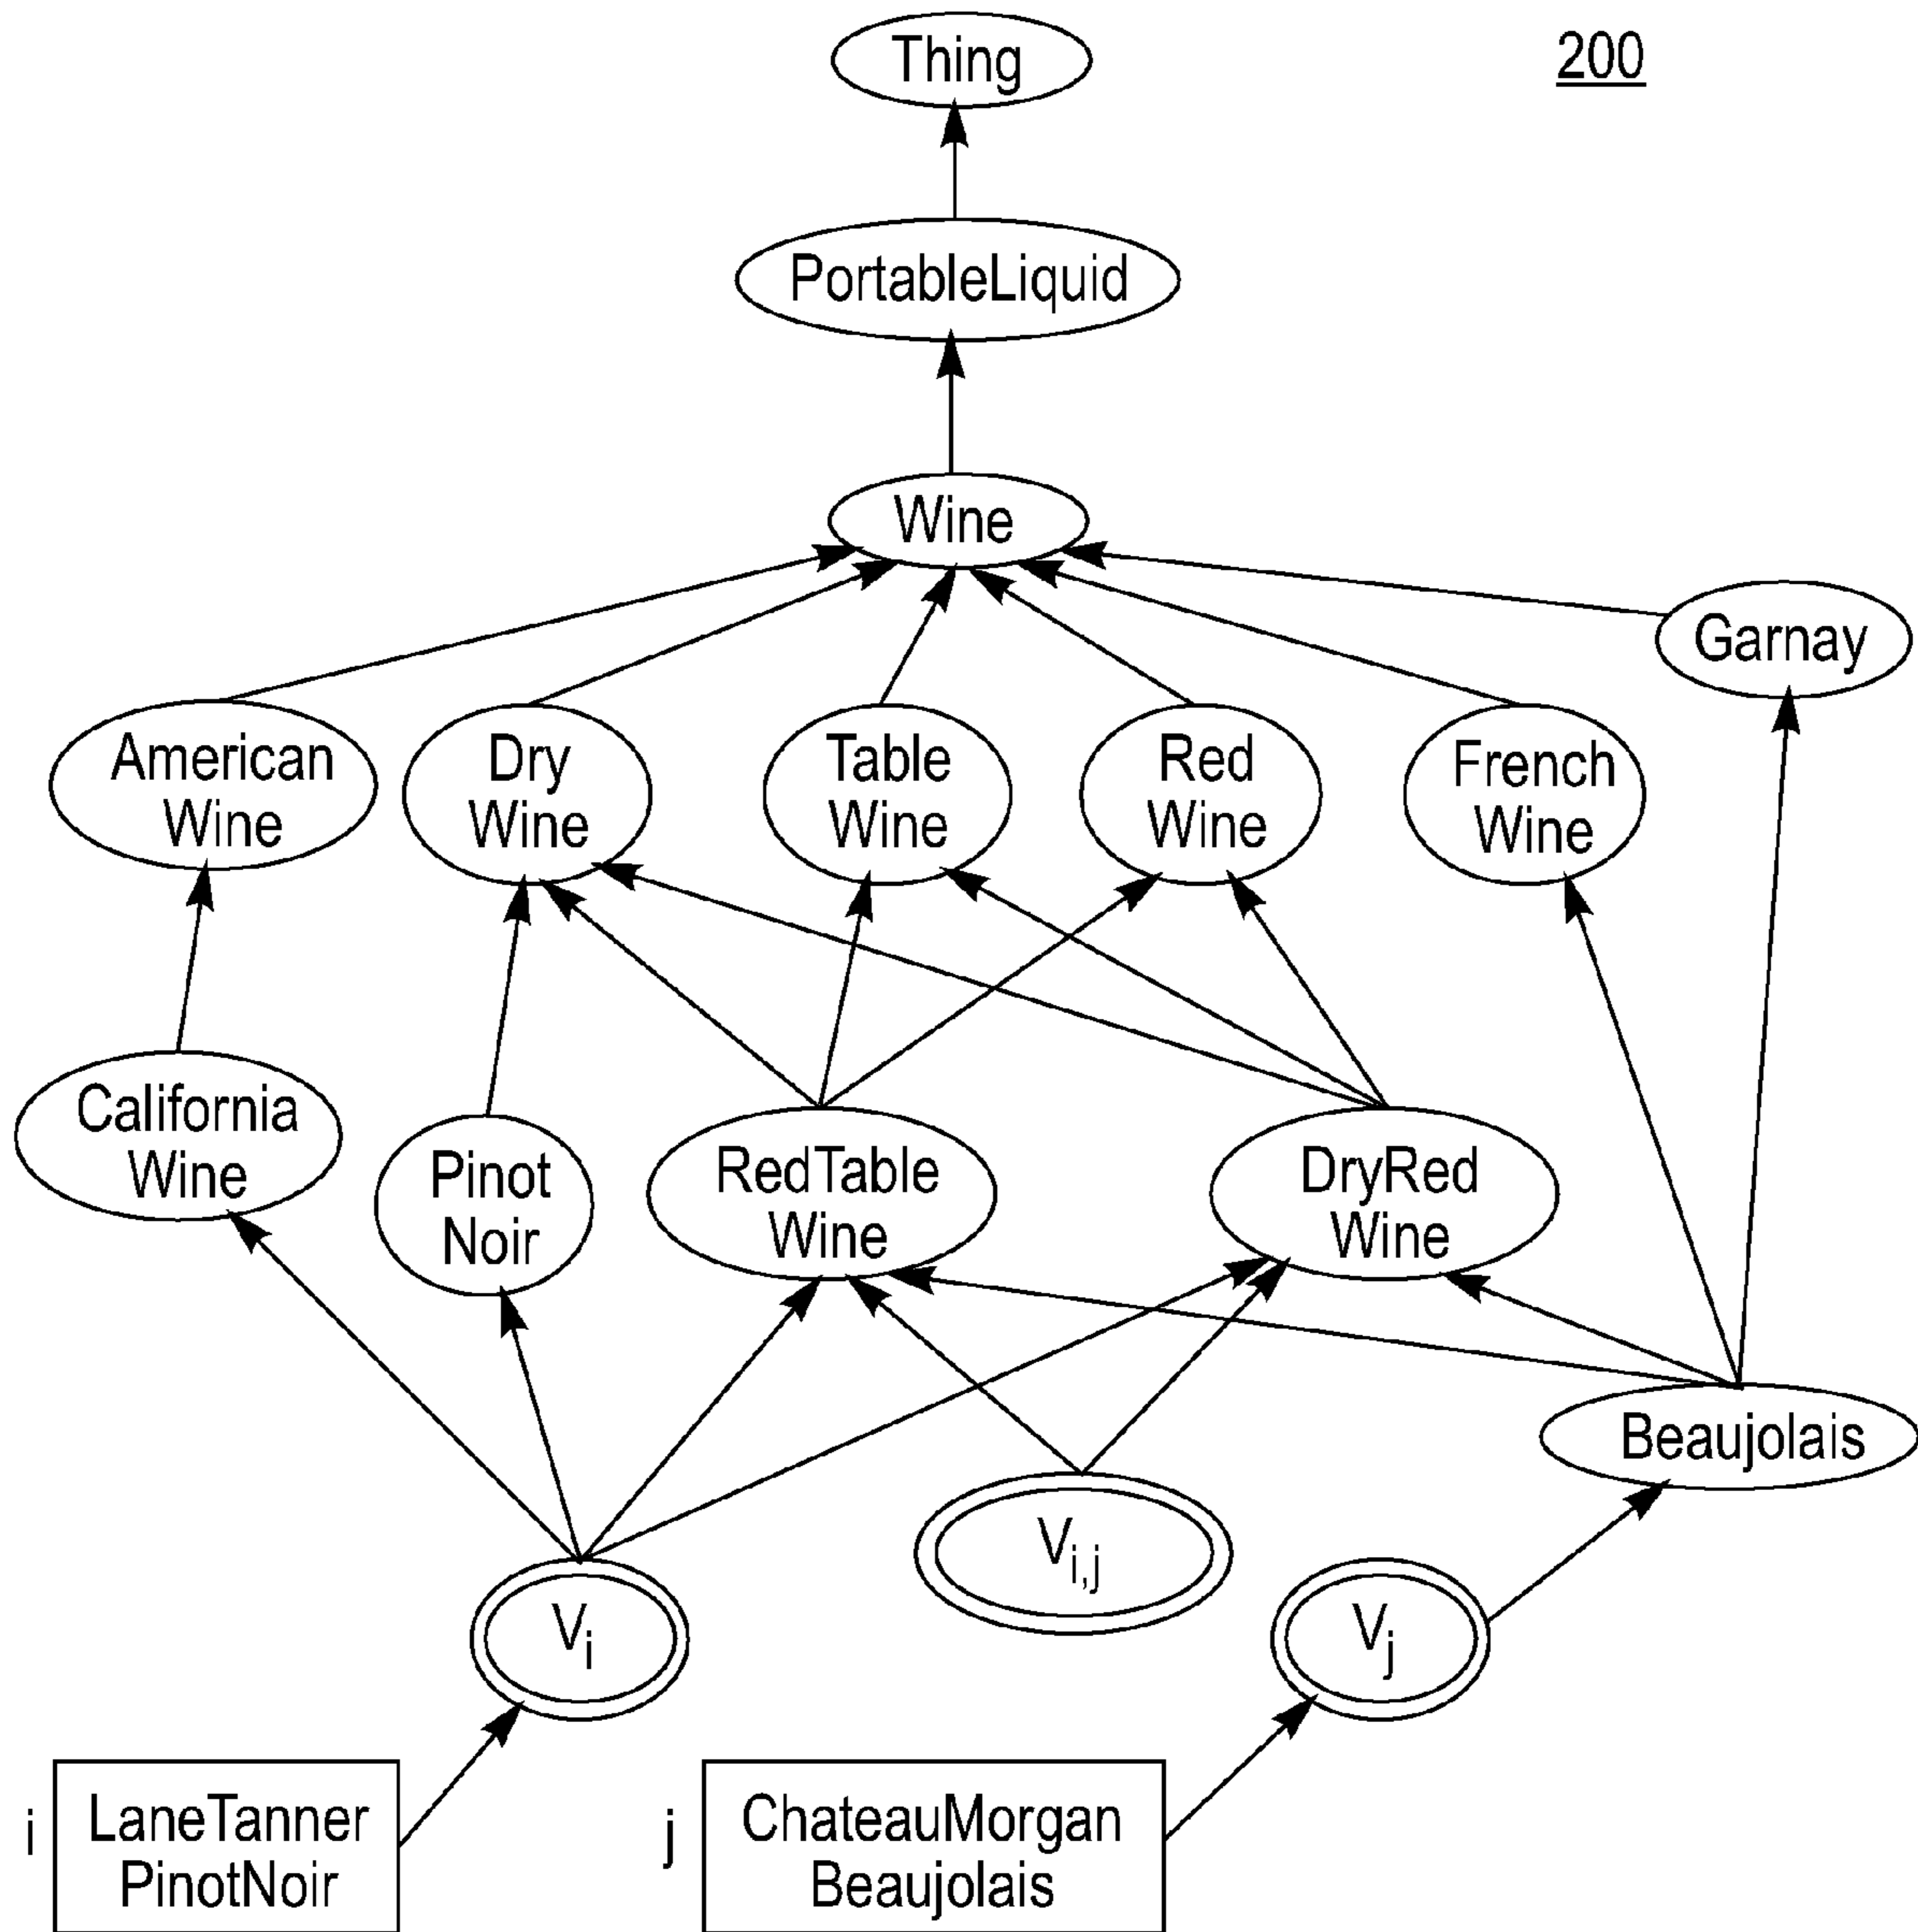 Thing
200
PortableLiquid
Wine
Garnay
American
Wine
Dry
Wine
Table
Wine
Red
Wine
French
Wine
California
Wine
Pinot
Noir
RedTable
Wine
DryRed
Wine
Beaujolais
Vi,j
Vi
Vj
i
LaneTanner
PinotNoir
j
ChateauMorgan
Beaujolais